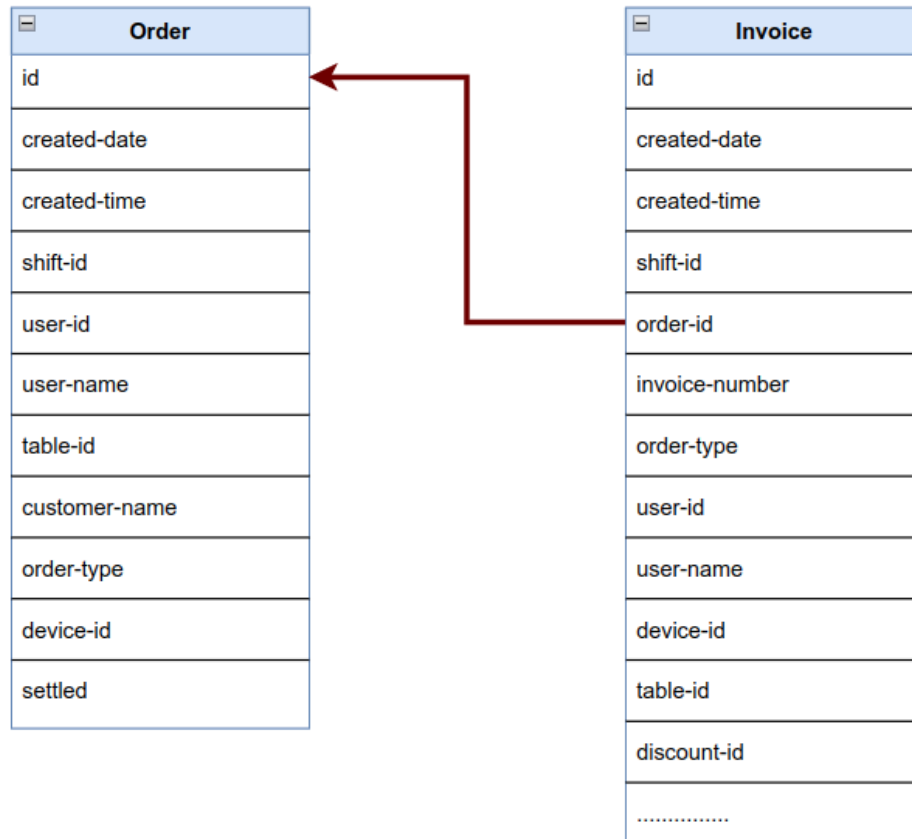 Order
id
created-date
created-time
shift-id
user-id
user-name
table-id
customer-name
order-type
device-id
settled
Invoice
id
created-date
created-time
shift-id
order-id
invoice-number
order-type
user-id
user-name
device-id
table-id
discount-id
...............